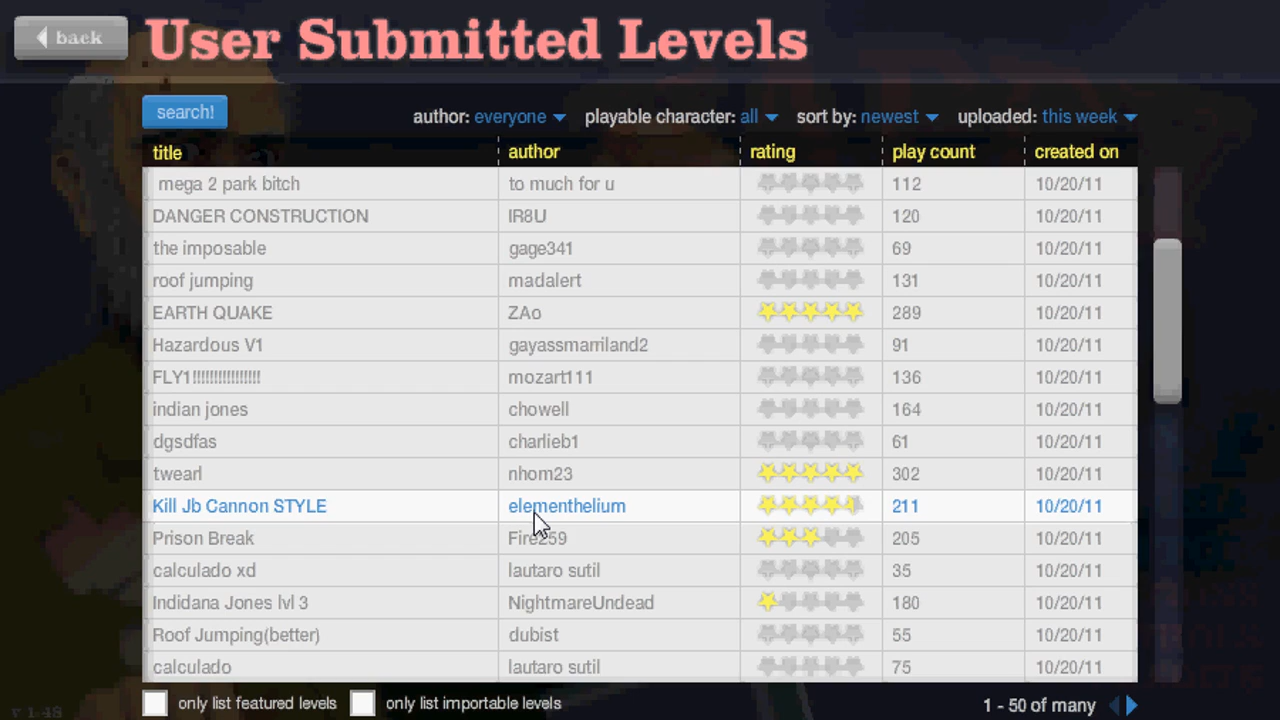 back User Submitted Levels
search! author: everyone playable character: all sort by: newest uploaded: this week
title author rating play count created on
mega 2 park bitch to much for u 112 10/20/11
DANGER CONSTRUCTION IR8U 120 10/20/11
the imposable gage341 69 10/20/11
roof jumping madalert 131 10/20/11
EARTH QUAKE ZAo 289 10/20/11
Hazardous V1 gayassmarriland2 91 10/20/11
FLY1!!!!!!!!!!!!!!!! mozart111 136 10/20/11
indian jones chowell 164 10/20/11
dgsdfas charlieb1 61 10/20/11
twearl nhom23 302 10/20/11
Kill Jb Cannon STYLE elementhelium 211 10/20/11
Prison Break Fire259 205 10/20/11
calculado xd lautaro sutil 35 10/20/11
Indidana Jones lvl 3 NightmareUndead 180 10/20/11
Roof Jumping(better) dubist 55 10/20/11
calculado lautaro sutil 75 10/20/11
only list featured levels only list importable levels 1 - 50 of many
v 1.48